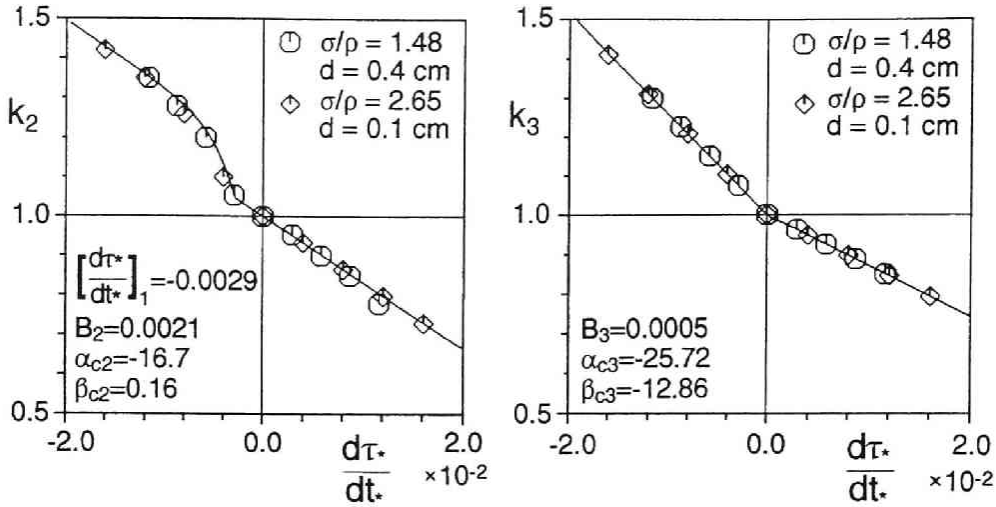 1.5
k2
1.0
0.5
-2.0
0.0
2.0
σ/ρ = 1.48
d = 0.4 cm
σ/ρ = 2.65
d = 0.1 cm
[dτ*/dt*]1=-0.0029
B2=0.0021
αc2=-16.7
βc2=0.16
dτ*
dt*
×10-2
1.5
k3
1.0
0.5
-2.0
0.0
2.0
σ/ρ = 1.48
d = 0.4 cm
σ/ρ = 2.65
d = 0.1 cm
B3=0.0005
αc3=-25.72
βc3=-12.86
dτ*
dt*
×10-2